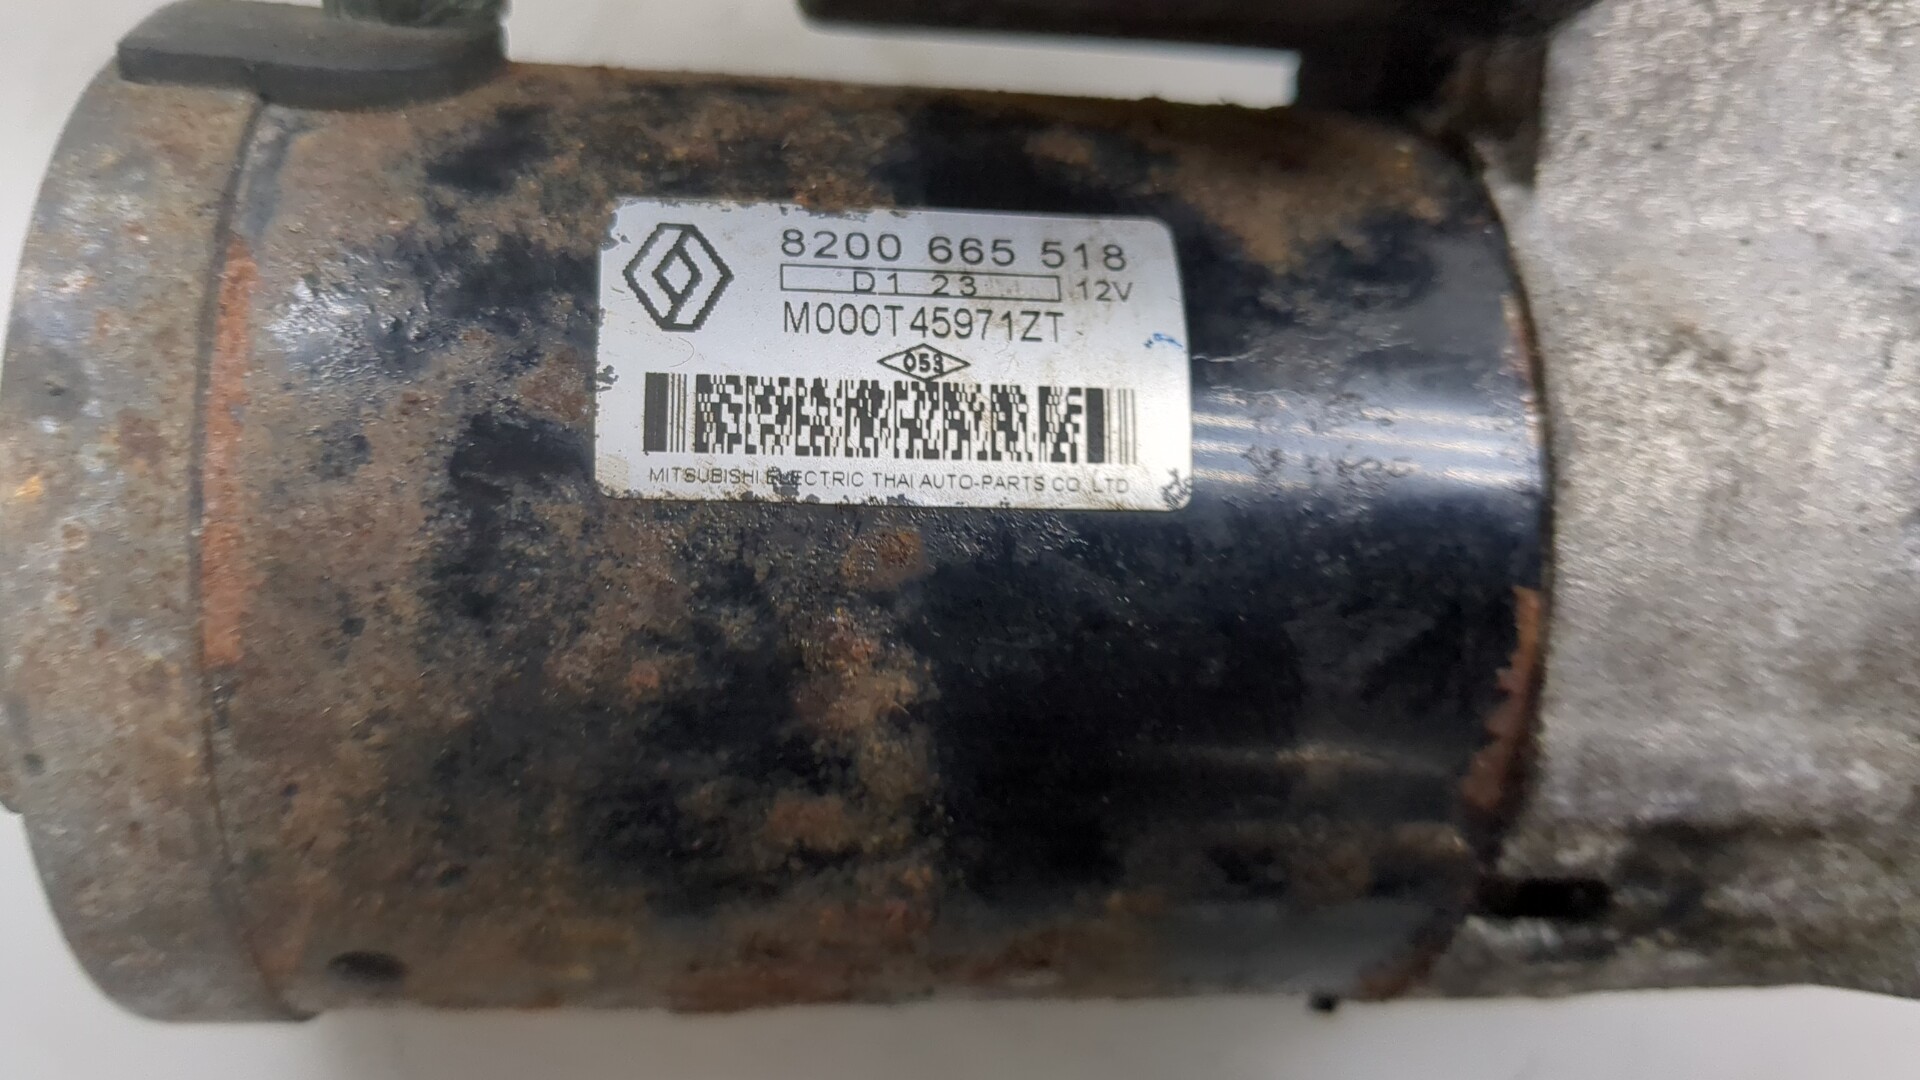 8200 665 518
D1 23 12V
M000T45971ZT
053
MITSUBISHI ELECTRIC THAI AUTO-PARTS CO. LTD